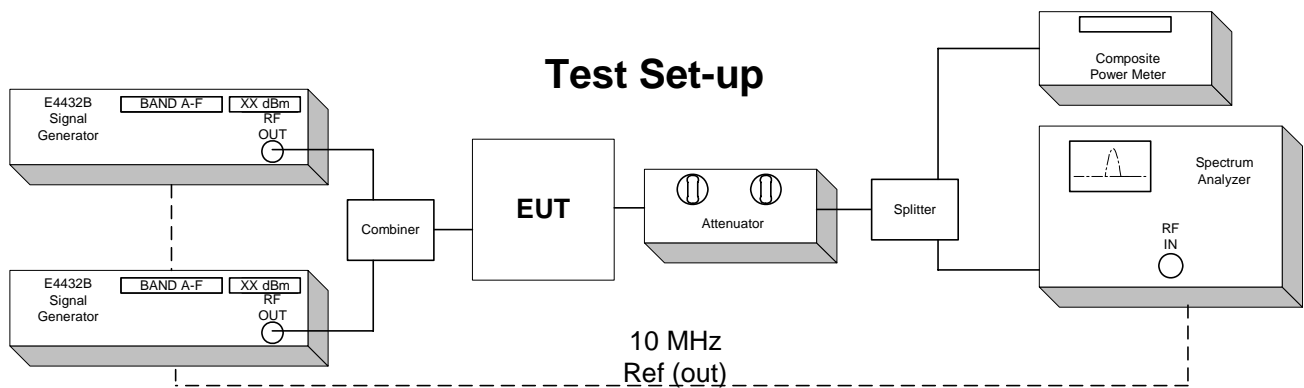 Test Set-up
E4432B
Signal
Generator
BAND A-F
XX dBm
RF
OUT
E4432B
Signal
Generator
BAND A-F
XX dBm
RF
OUT
Combiner
EUT
Attenuator
Splitter
Composite
Power Meter
Spectrum
Analyzer
RF
IN
10 MHz
Ref (out)